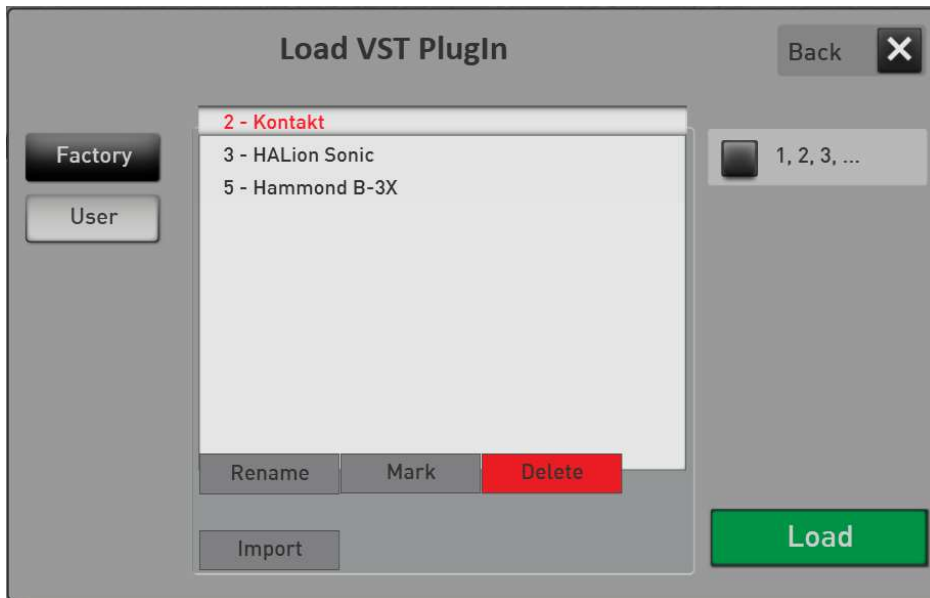 Load VST PlugIn
Back
2 - Kontakt
3 - HALion Sonic
5 - Hammond B-3X
Factory
User
1, 2, 3, ...
Rename
Mark
Delete
Import
Load